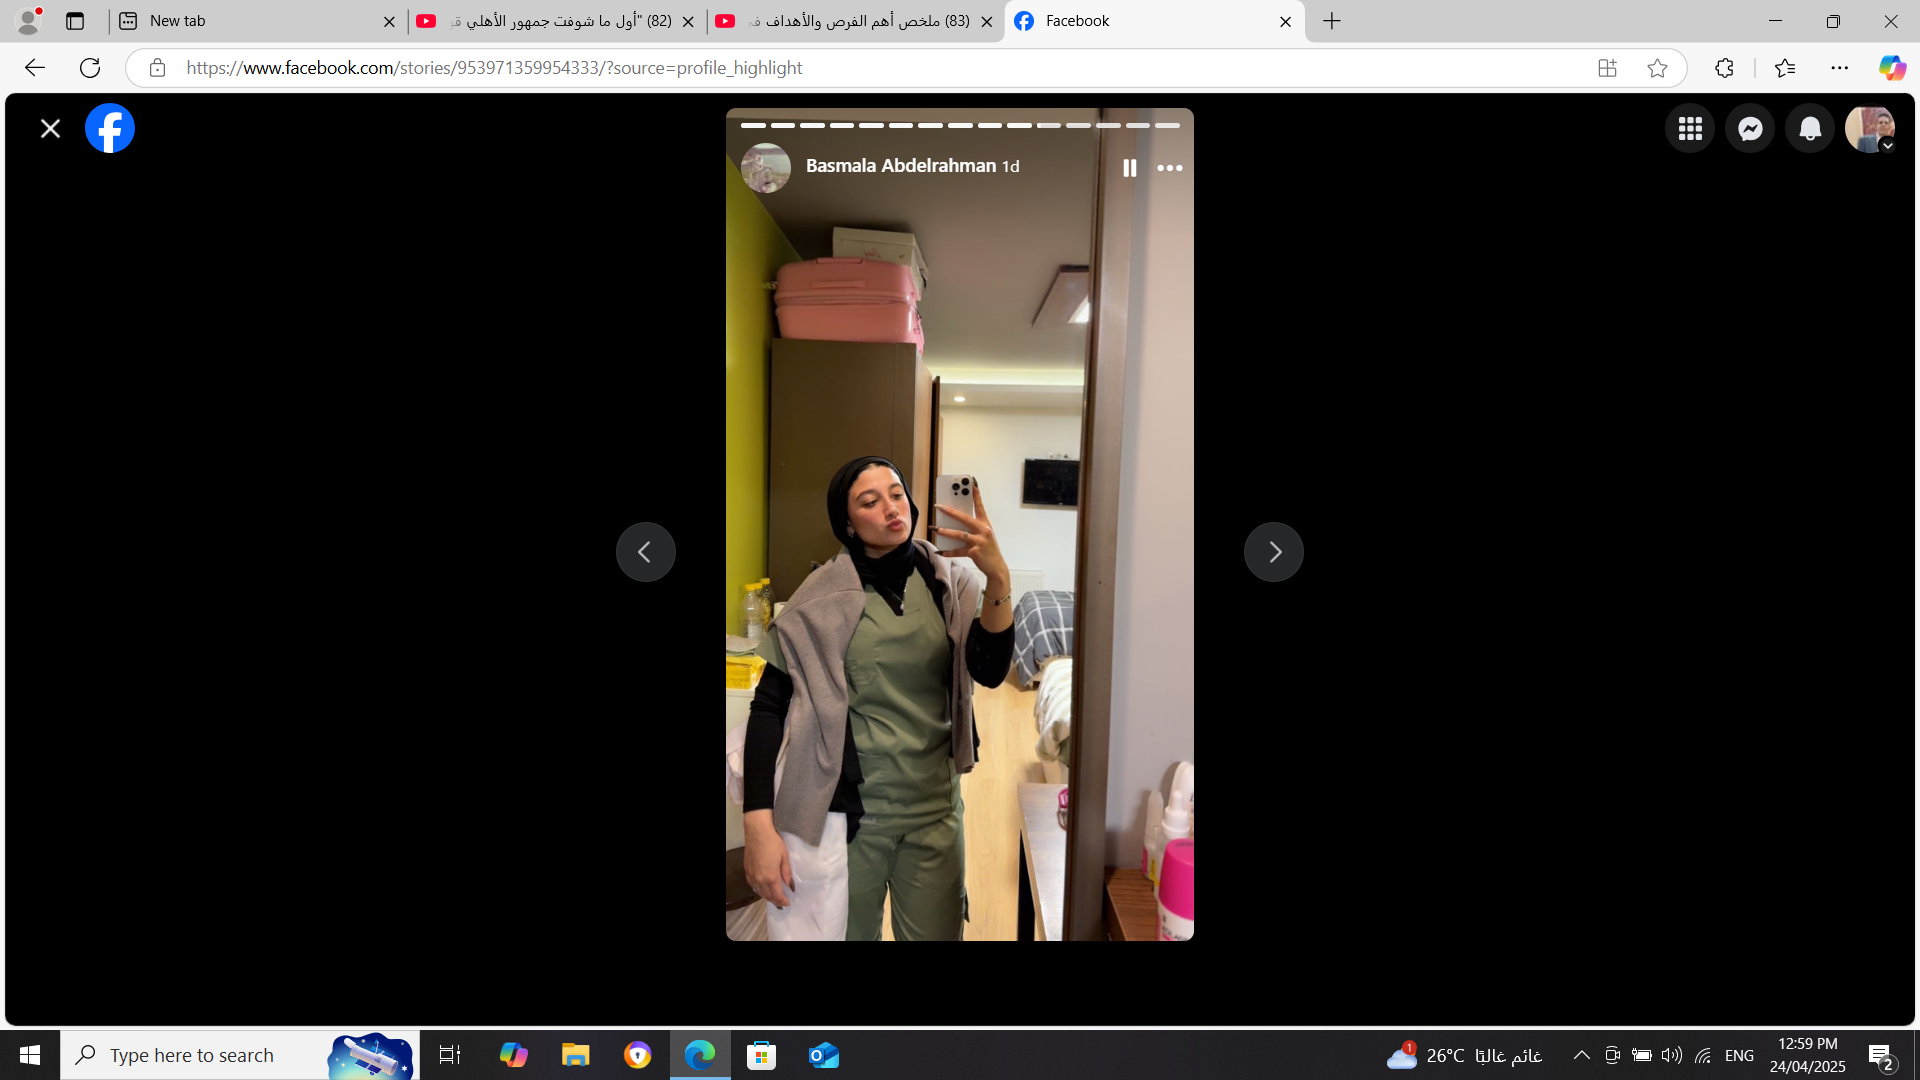 New tab
(82) "أول ما شوفت جمهور الأهلي
(83) ملخص أهم الفرص والأهداف
Facebook
https://www.facebook.com/stories/953971359954333/?source=profile_highlight
Basmala Abdelrahman 1d
Type here to search
1
26°C غائم غالبًا
ENG
12:59 PM
24/04/2025
2